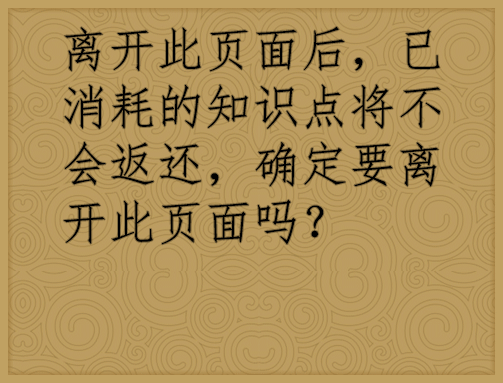 离开此页面后，已
消耗的知识点将不
会返还，确定要离
开此页面吗？